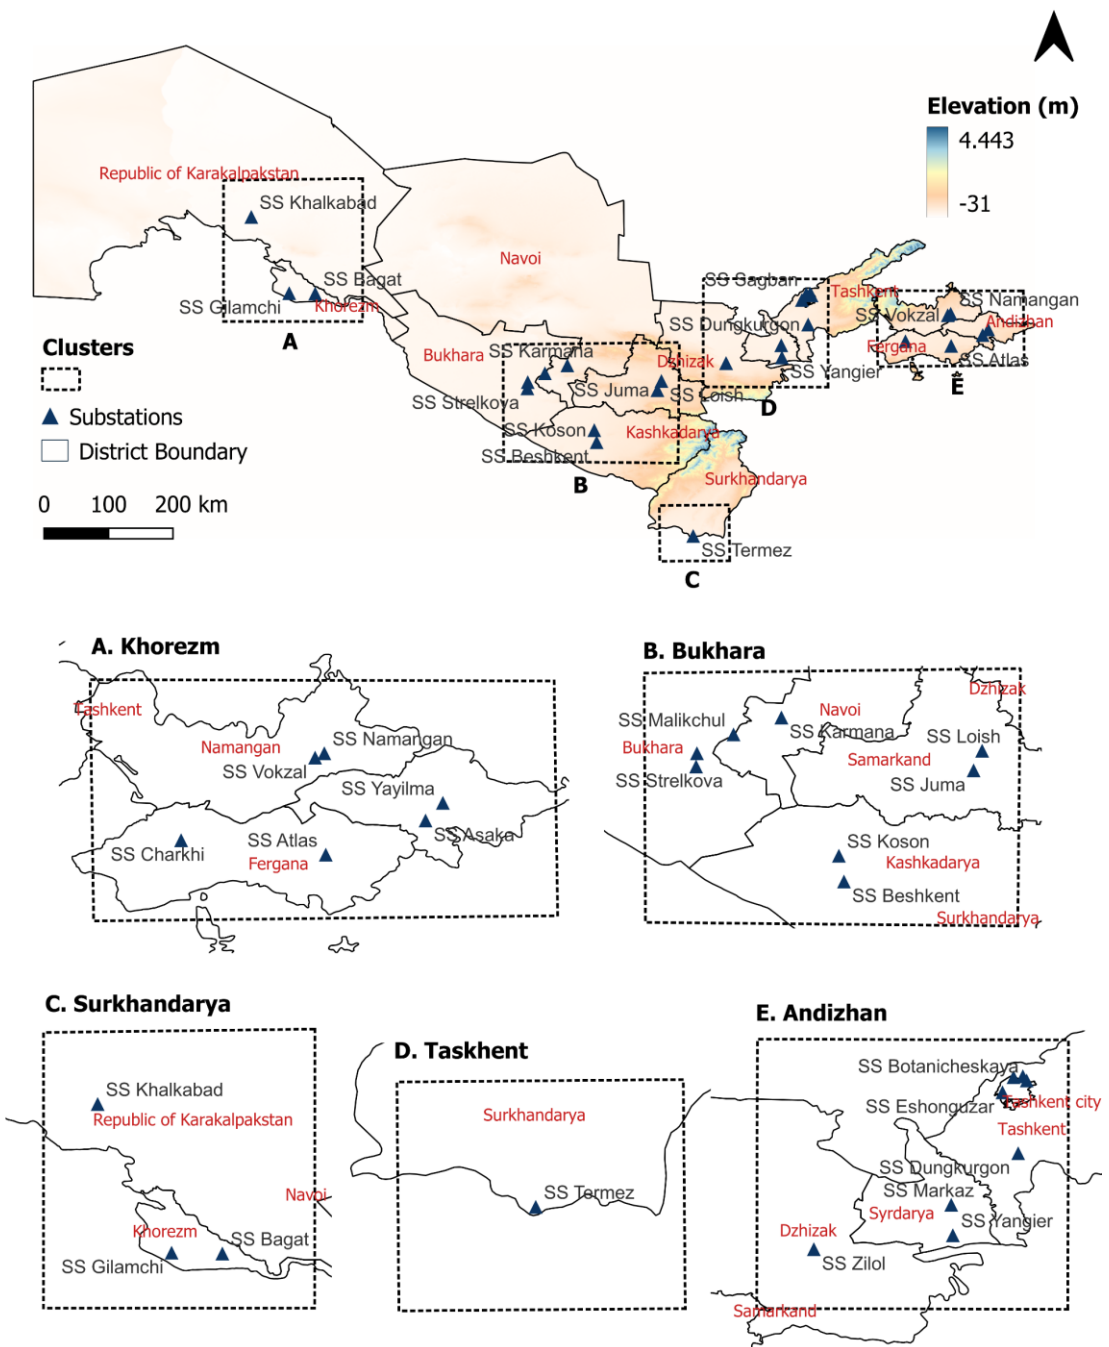 Elevation (m)
4.443
-31
Republic of Karakalpakstan
SS Khalkabad
Navoi
SS Bagat
SS Gilamchi
Khorezm
A
SS Sagban
Tashkent
SS Namangan
SS Vokzal
Andizhan
SS Dungkurgon
Fergana
SS Atlas
E
Clusters
Substations
District Boundary
0 100 200 km
Bukhara
SS Karmana
Dzhizak
SS Yangier
SS Juma
SS Loish
D
SS Strelkova
SS Koson
Kashkadarya
SS Beshkent
B
Surkhandarya
SS Termez
C
A. Khorezm
Tashkent
Namangan
SS Namangan
SS Vokzal
SS Yayilma
SS Asaka
SS Atlas
SS Charkhi
Fergana
B. Bukhara
Dzhizak
SS Malikchul
Navoi
SS Karmana
Bukhara
SS Loish
Samarkand
SS Strelkova
SS Juma
SS Koson
Kashkadarya
SS Beshkent
Surkhandarya
C. Surkhandarya
SS Khalkabad
Republic of Karakalpakstan
Navoi
Khorezm
SS Bagat
SS Gilamchi
D. Taskhent
Surkhandarya
SS Termez
E. Andizhan
SS Botanicheskaya
SS Eshonguzar
Tashkent city
Tashkent
SS Dungkurgon
SS Markaz
Syrdarya
SS Yangier
Dzhizak
SS Zilol
Samarkand